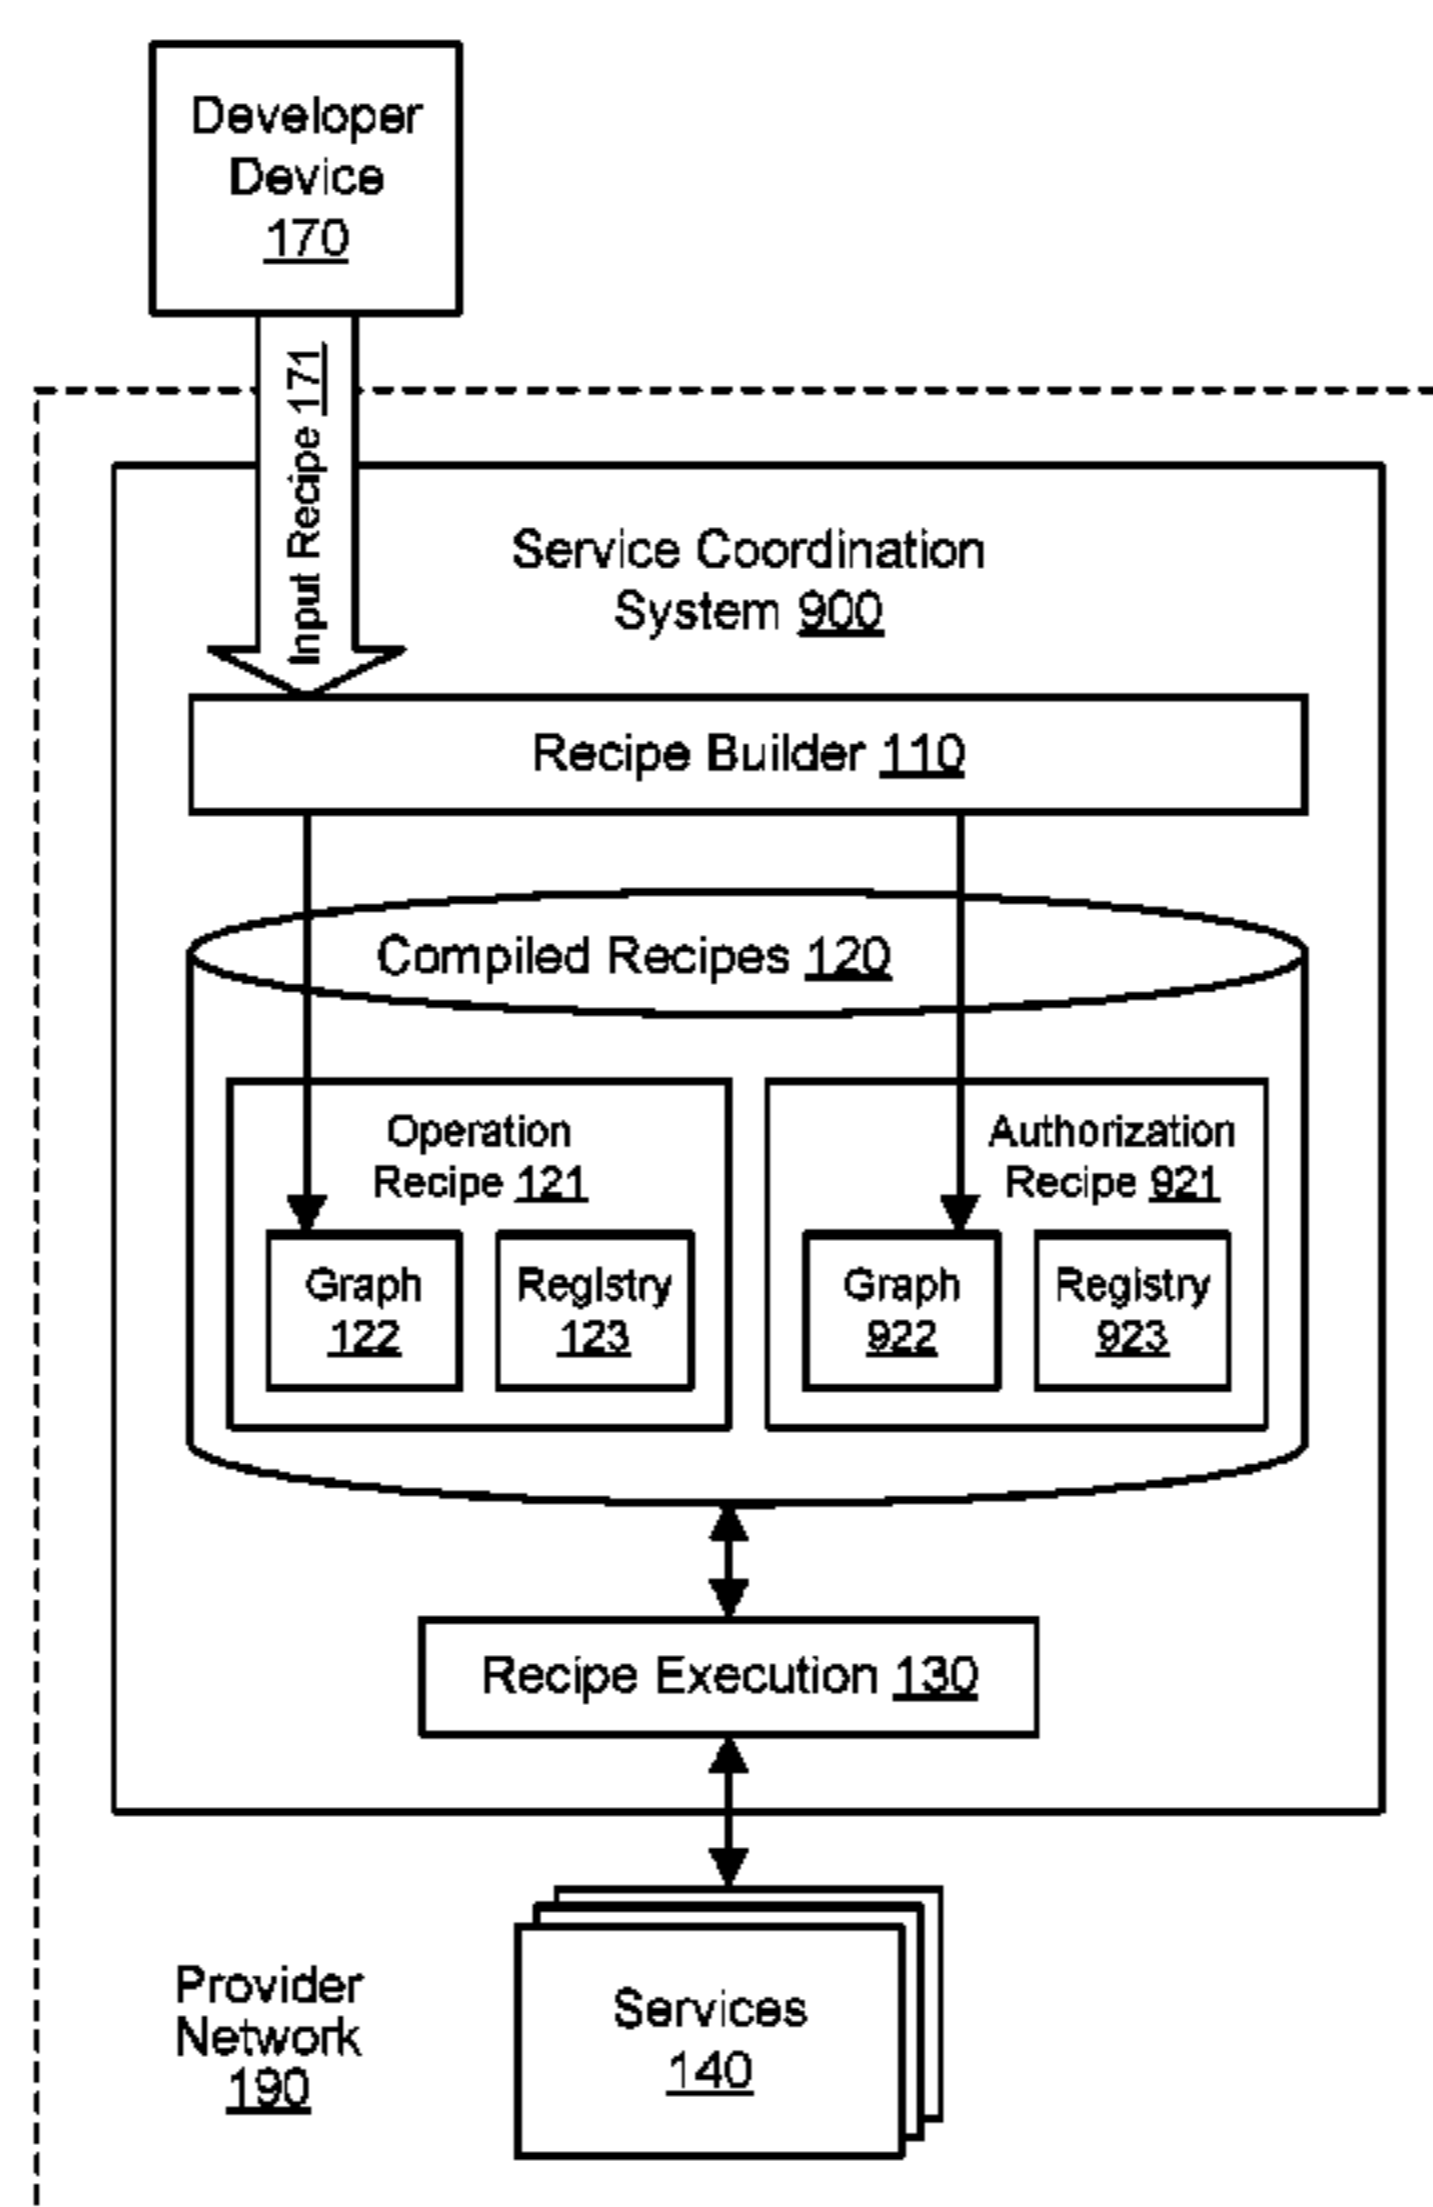 Developer
Device
170
Input Recipe 171
Service Coordination
System 900
Recipe Builder 110
Compiled Recipes 120
Operation
Recipe 121
Graph
122
Registry
123
Authorization
Recipe 921
Graph
922
Registry
923
Recipe Execution 130
Services
140
Provider
Network
190